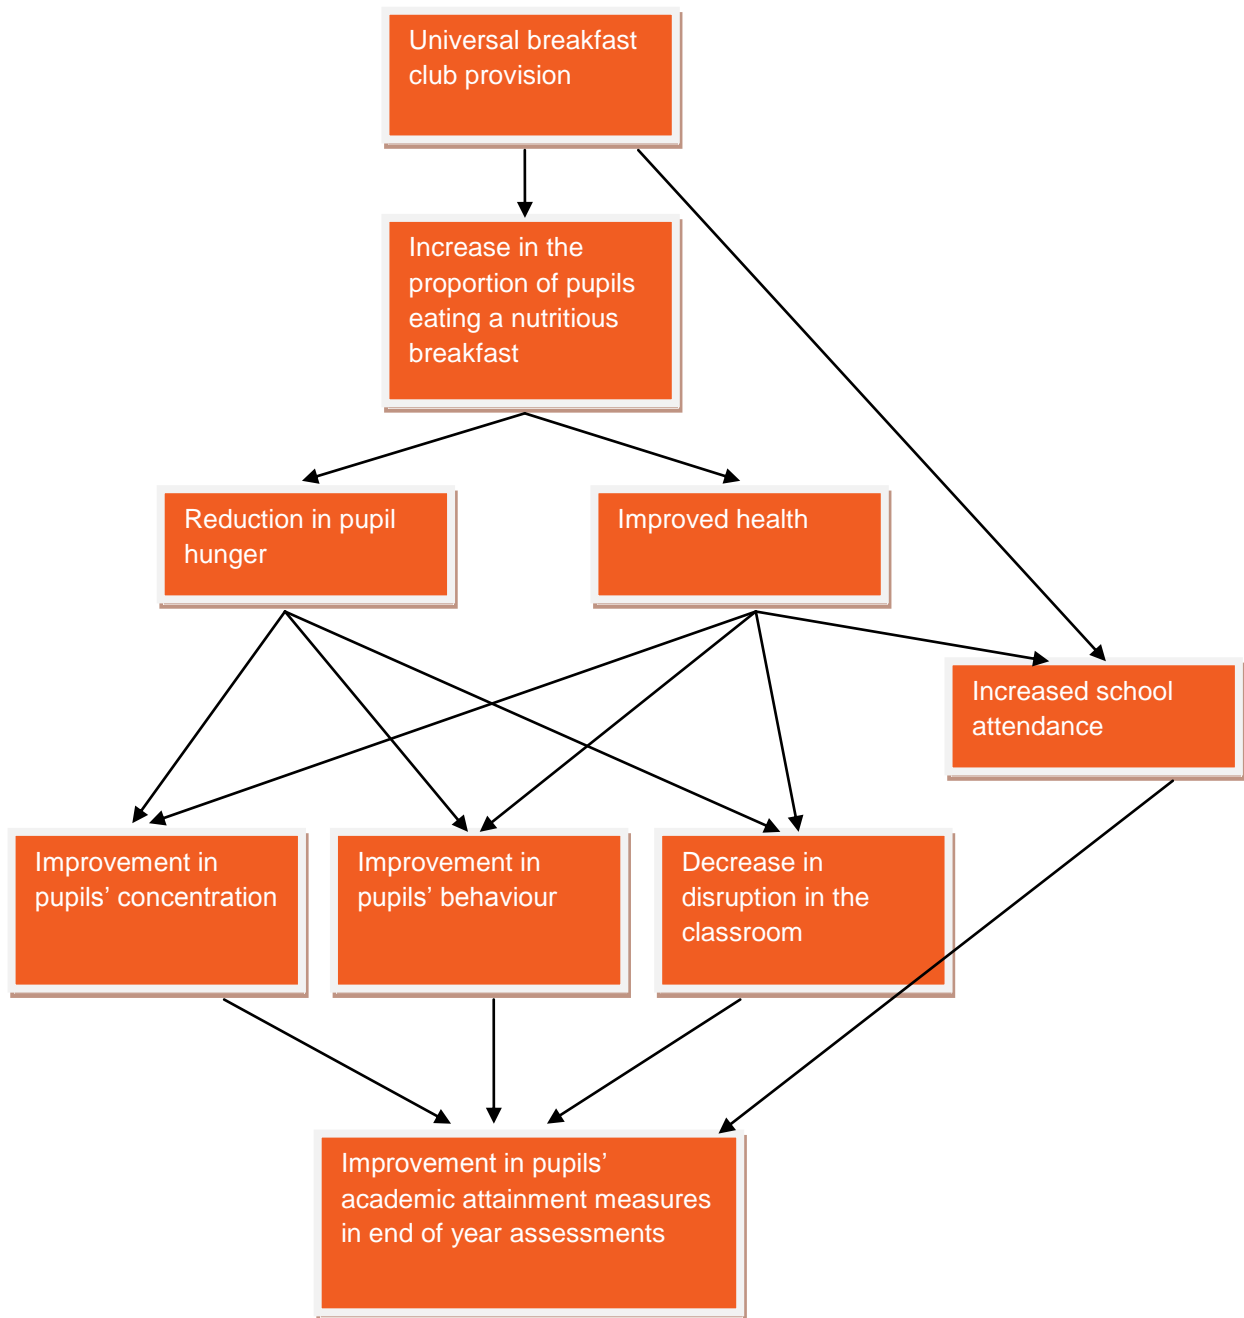 Universal breakfast
club provision
Increase in the
proportion of pupils
eating a nutritious
breakfast
Reduction in pupil
hunger
Improved health
Increased school
attendance
Improvement in
pupils’ concentration
Improvement in
pupils’ behaviour
Decrease in
disruption in the
classroom
Improvement in pupils’
academic attainment measures
in end of year assessments